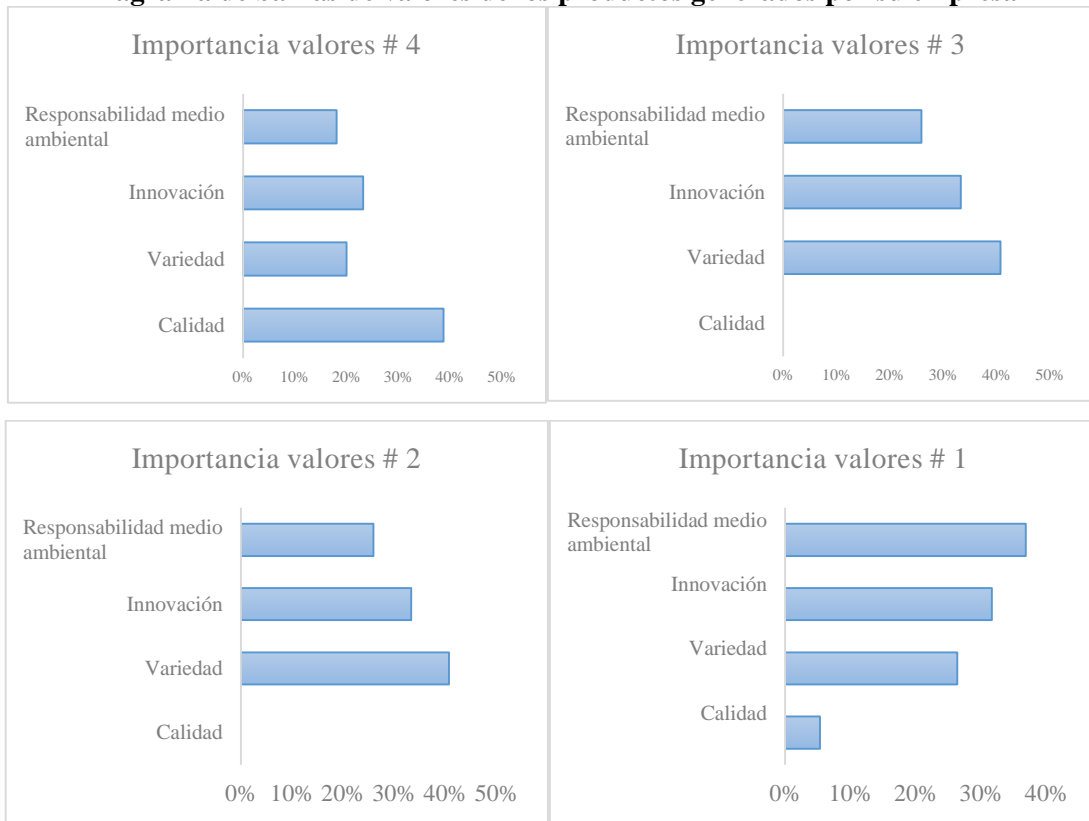 Importancia valores # 4
Responsabilidad medio
ambiental
Innovación
Variedad
Calidad
0% 10% 20% 30% 40% 50%
Importancia valores # 3
Responsabilidad medio
ambiental
Innovación
Variedad
Calidad
0% 10% 20% 30% 40% 50%
Importancia valores # 2
Responsabilidad medio
ambiental
Innovación
Variedad
Calidad
0% 10% 20% 30% 40% 50%
Importancia valores # 1
Responsabilidad medio
ambiental
Innovación
Variedad
Calidad
0% 10% 20% 30% 40%